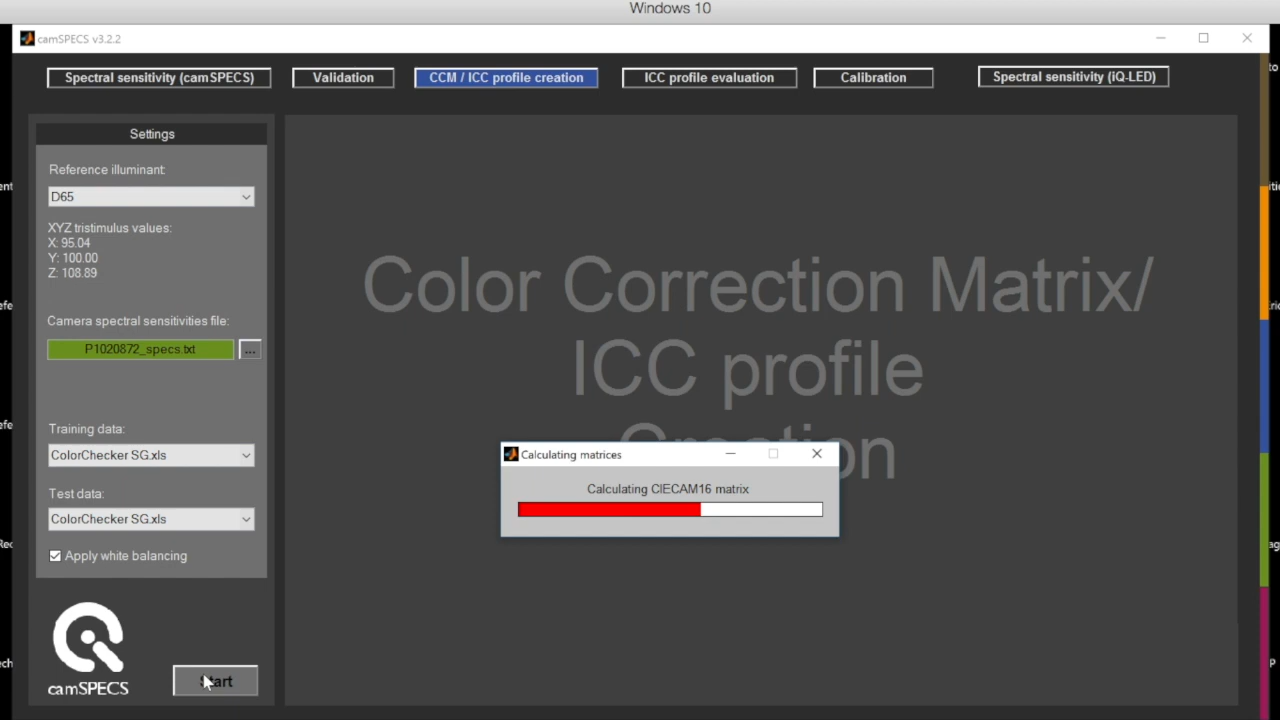 Windows 10
camSPECS v3.2.2
Spectral sensitivity (camSPECS)
Validation
CCM / ICC profile creation
ICC profile evaluation
Calibration
Spectral sensitivity (iQ-LED)
Settings
Reference illuminant:
D65
XYZ tristimulus values:
X: 95.04
Y: 100.00
Z: 108.89
Camera spectral sensitivities file:
P1020872_specs.txt
...
Training data:
ColorChecker SG.xls
Test data:
ColorChecker SG.xls
Apply white balancing
camSPECS
Start
Color Correction Matrix/
ICC profile
Creation
Calculating matrices
Calculating CIECAM16 matrix